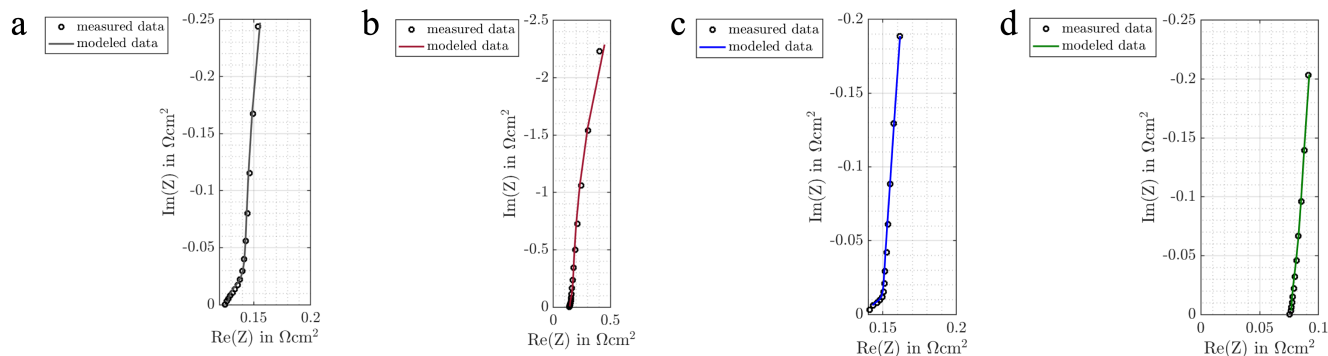 a
measured data
modeled data
-0.25
-0.2
-0.15
-0.1
-0.05
0
0.15
0.2
Im(Z) in Ωcm²
Re(Z) in Ωcm²
b
measured data
modeled data
-2.5
-2
-1.5
-1
-0.5
0
0
0.5
Im(Z) in Ωcm²
Re(Z) in Ωcm²
c
measured data
modeled data
-0.2
-0.15
-0.1
-0.05
0
0.15
0.2
Im(Z) in Ωcm²
Re(Z) in Ωcm²
d
measured data
modeled data
-0.25
-0.2
-0.15
-0.1
-0.05
0
0
0.05
0.1
Im(Z) in Ωcm²
Re(Z) in Ωcm²